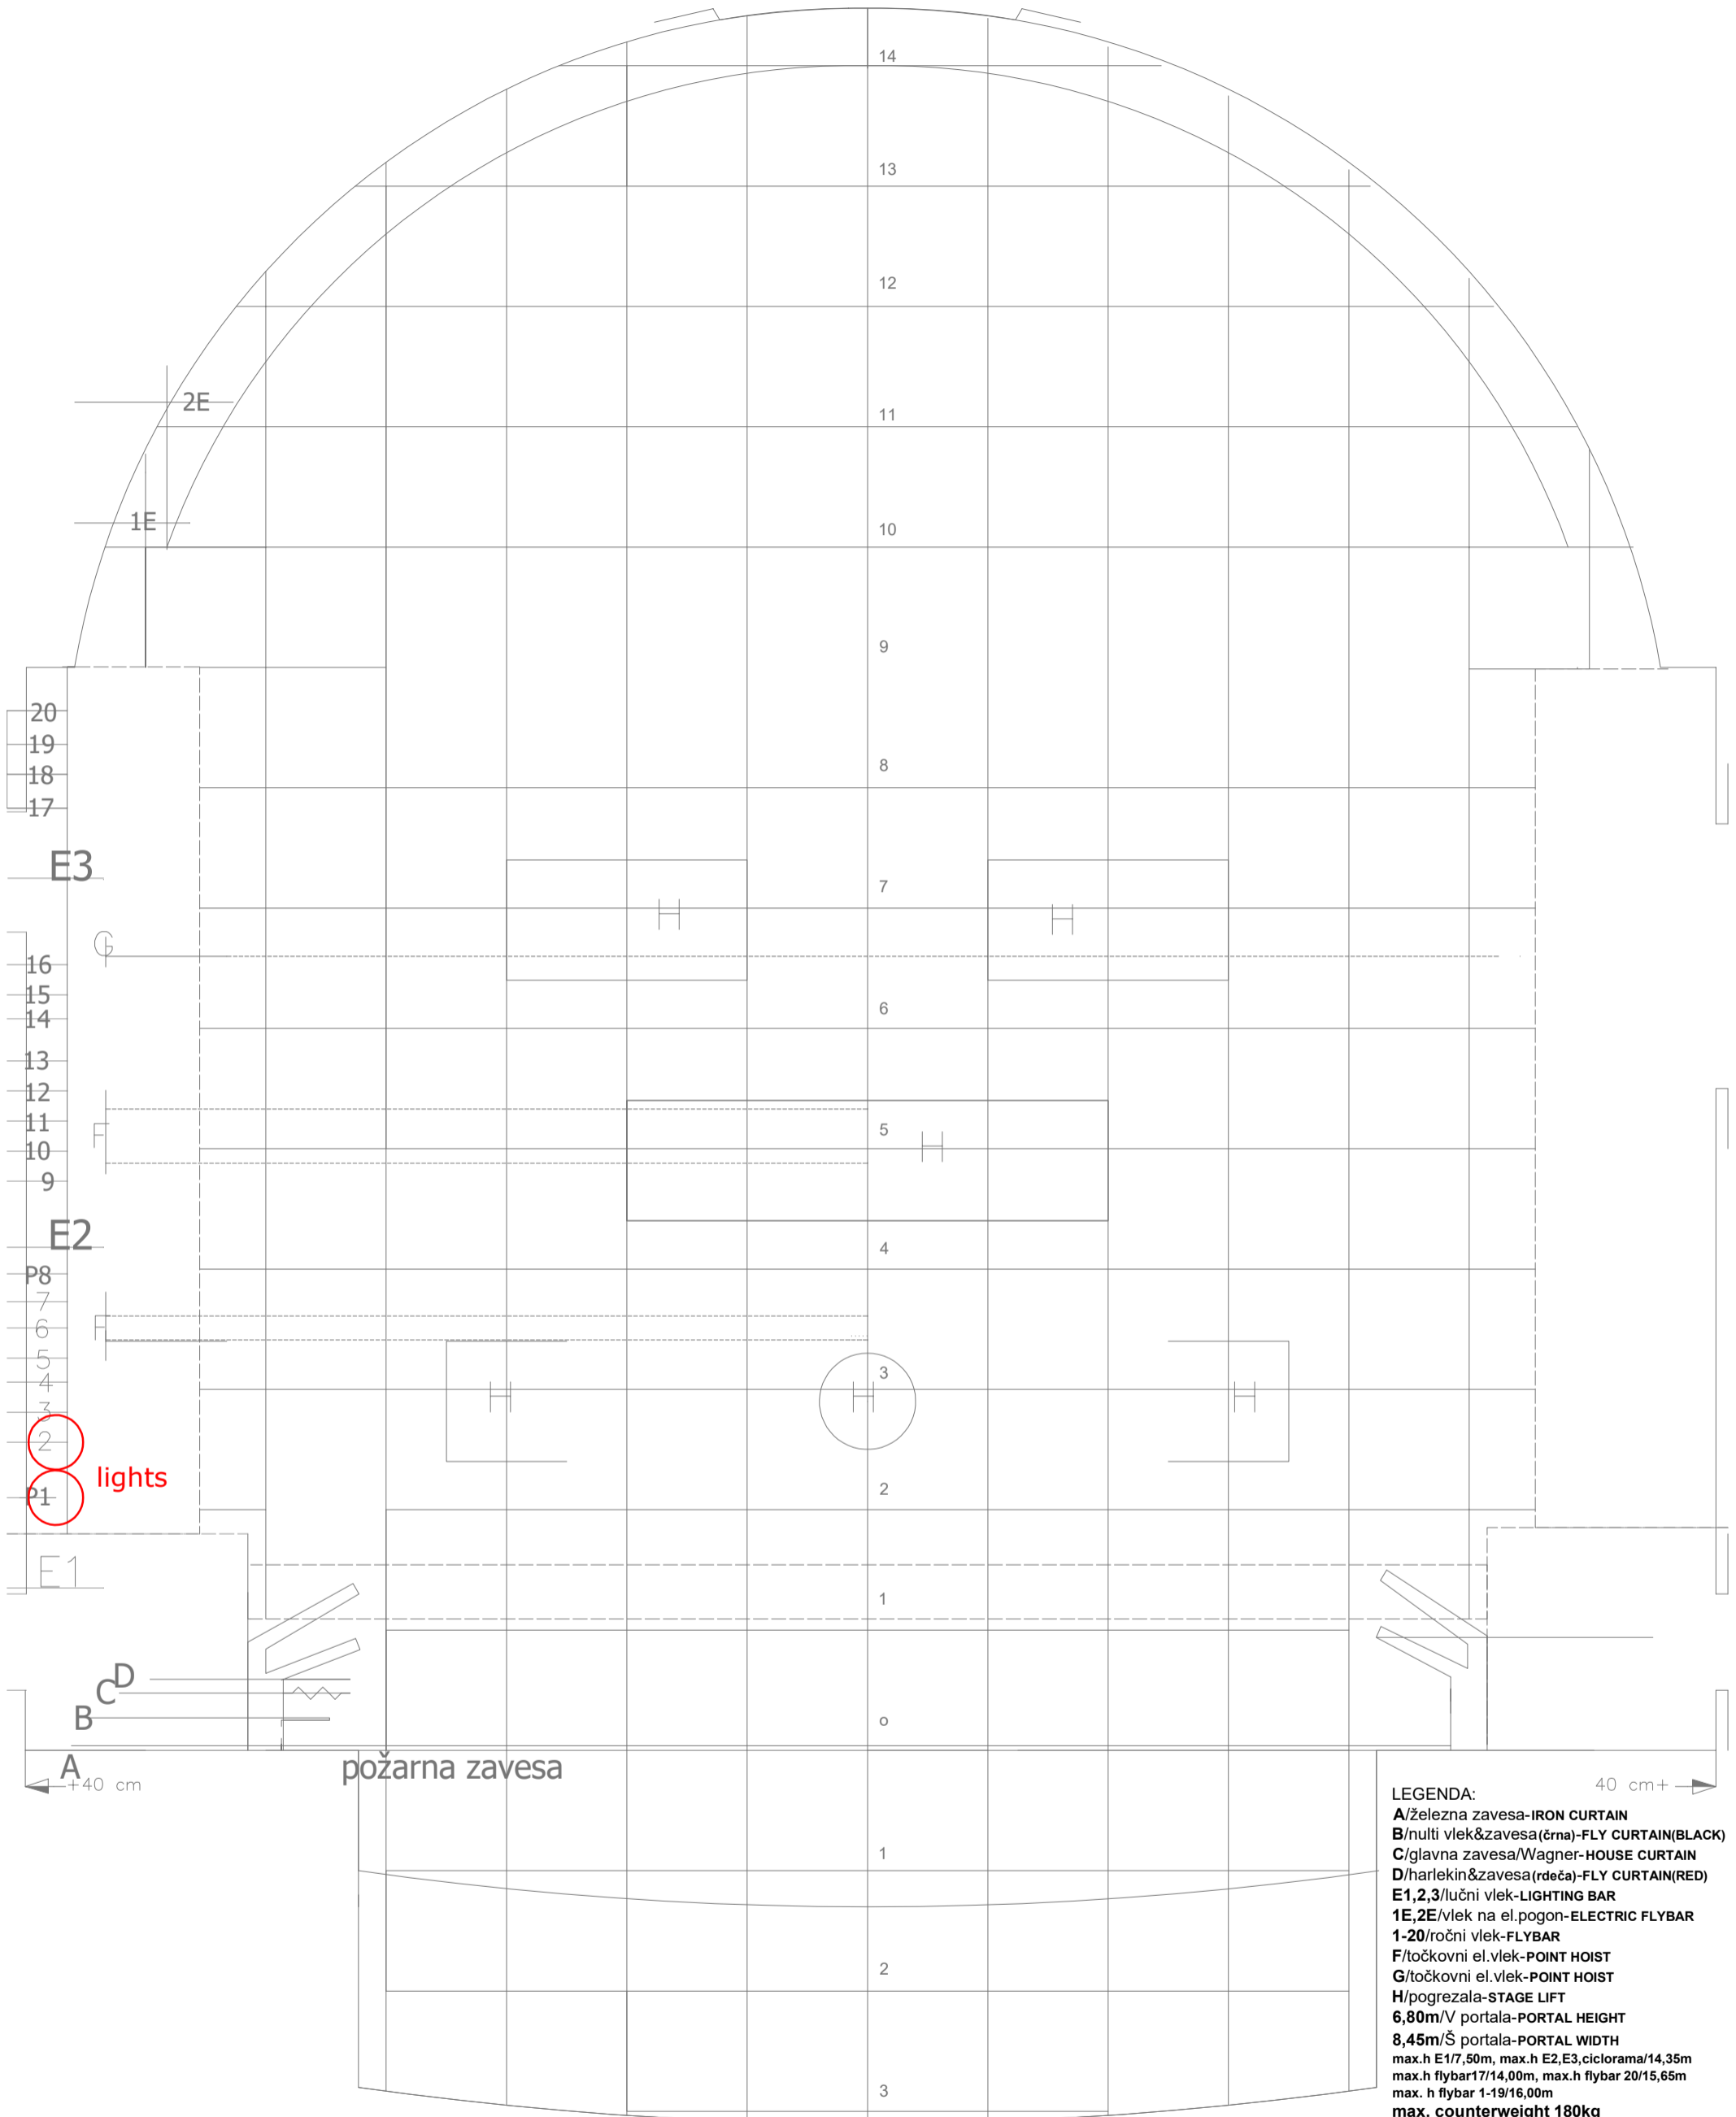 14
13
12
2E
11
1E
10
9
20
19
8
18
17
E3
7
H
H
G
16
6
15
14
13
12
11
5
F
H
10
9
E2
4
P8
7
F
6
5
3
4
H
H
H
3
2
lights
2
P1
E1
1
D
C
B
o
A
požarna zavesa
+40 cm
40 cm+
LEGENDA:
A/železna zavesa-IRON CURTAIN
B/nulti vlek&zavesa(črna)-FLY CURTAIN(BLACK)
1
C/glavna zavesa/Wagner-HOUSE CURTAIN
D/harlekin&zavesa(rdeča)-FLY CURTAIN(RED)
E1,2,3/lučni vlek-LIGHTING BAR
1E,2E/vlek na el.pogon-ELECTRIC FLYBAR
1-20/ročni vlek-FLYBAR
F/točkovni el.vlek-POINT HOIST
2
G/točkovni el.vlek-POINT HOIST
H/pogrezala-STAGE LIFT
6,80m/V portala-PORTAL HEIGHT
8,45m/Š portala-PORTAL WIDTH
max.h E1/7,50m, max.h E2,E3,ciclorama/14,35m
max.h flybar17/14,00m, max.h flybar 20/15,65m
3
max. h flybar 1-19/16,00m
max. counterweight 180kg